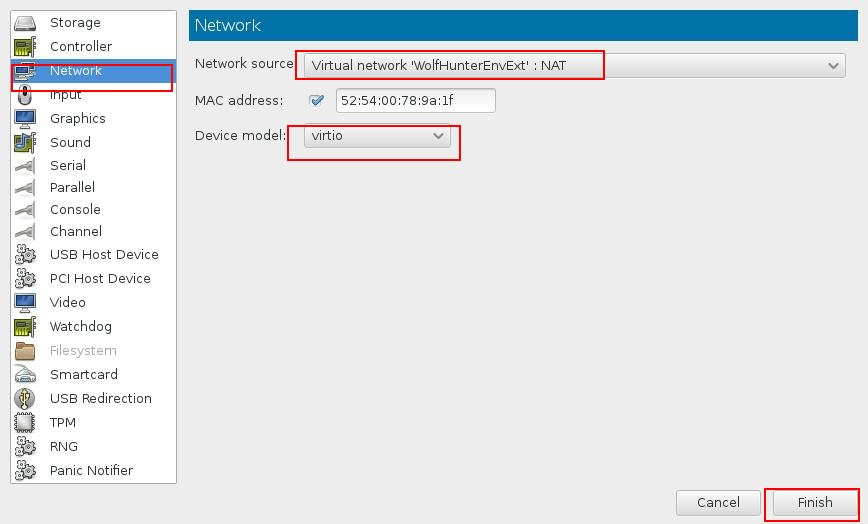 Storage
Controller
Network
Input
Graphics
Sound
Serial
Parallel
Console
Channel
USB Host Device
PCI Host Device
Video
Watchdog
Filesystem
Smartcard
USB Redirection
TPM
RNG
Panic Notifier
Network
Network source: Virtual network 'WolfHunterEnvExt' : NAT
MAC address: 52:54:00:78:9a:1f
Device model: virtio
Cancel Finish